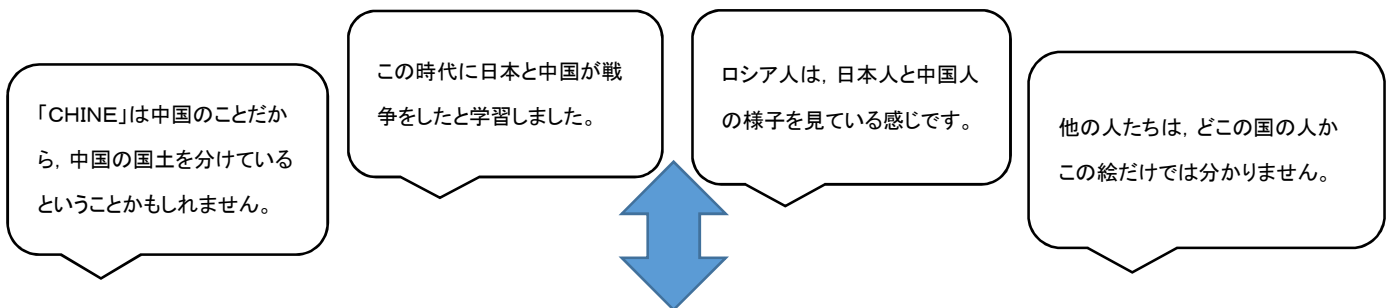 「CHINE」は中国のことだか
ら，中国の国土を分けている
ということかもしれません。
この時代に日本と中国が戦
争をしたと学習しました。
ロシア人は，日本人と中国人
の様子を見ている感じです。
他の人たちは，どこの国の人か
この絵だけでは分かりません。